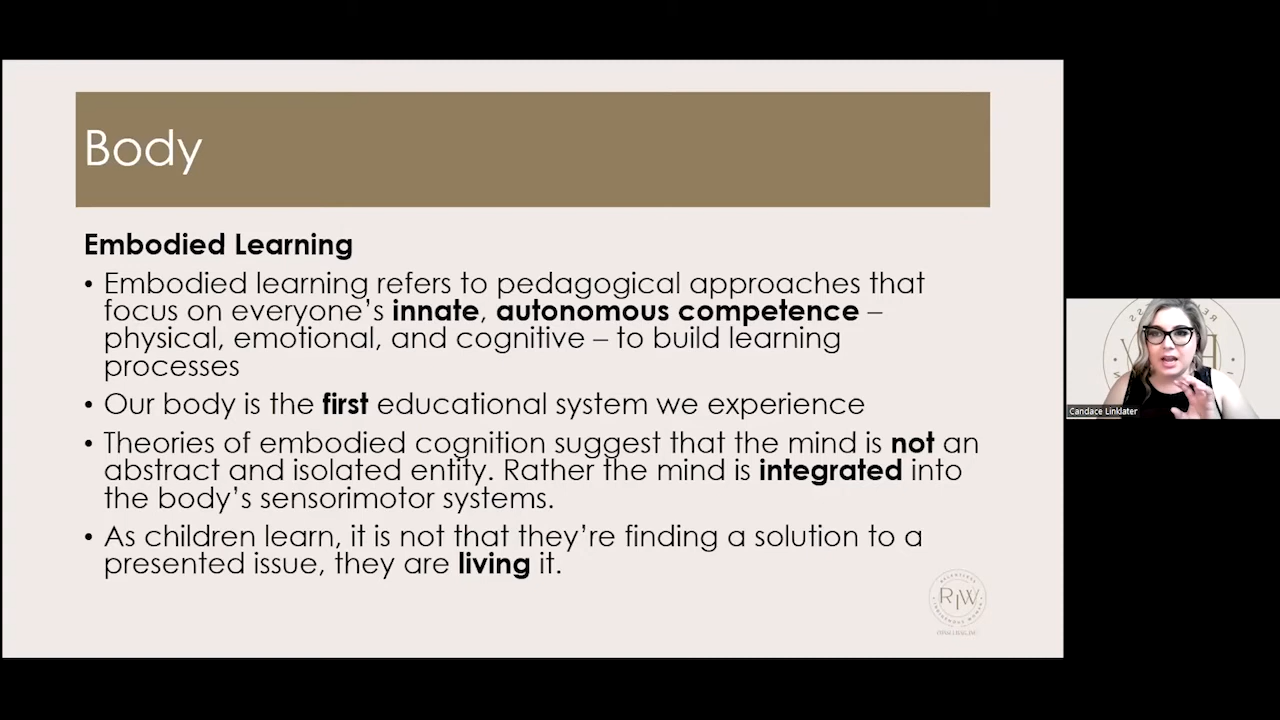 Body
Embodied Learning
• Embodied learning refers to pedagogical approaches that
focus on everyone’s innate, autonomous competence –
physical, emotional, and cognitive – to build learning
processes
• Our body is the first educational system we experience
• Theories of embodied cognition suggest that the mind is not an
abstract and isolated entity. Rather the mind is integrated into
the body’s sensorimotor systems.
• As children learn, it is not that they’re finding a solution to a
presented issue, they are living it.
RELENTLESS
RIW
INDIGENOUS WOMAN
Candace Linklater